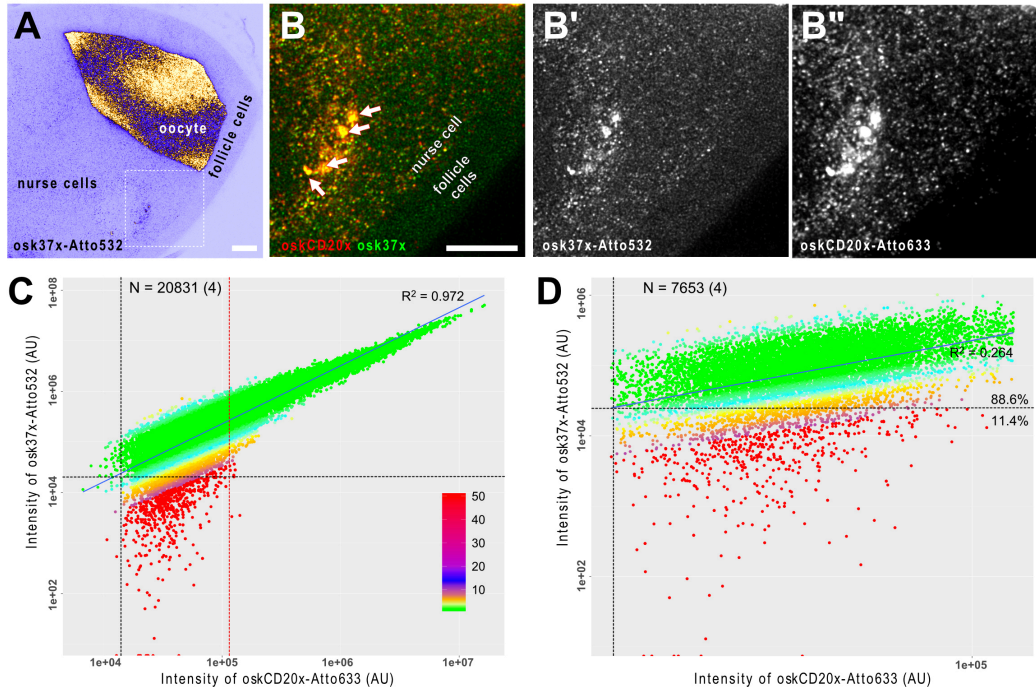 A
oocyte
follicle cells
nurse cells
osk37x-Atto532
B
nurse cell
follicle
cells
oskCD20x osk37x
B'
osk37x-Atto532
B"
oskCD20x-Atto633
C
N = 20831 (4)
R² = 0.972
Intensity of osk37x-Atto532 (AU)
1e+08
1e+06
1e+04
1e+02
50
40
30
20
10
1e+04 1e+05 1e+06 1e+07
Intensity of oskCD20x-Atto633 (AU)
D
N = 7653 (4)
R² = 0.264
88.6%
11.4%
Intensity of osk37x-Atto532 (AU)
1e+06
1e+04
1e+02
1e+05
Intensity of oskCD20x-Atto633 (AU)